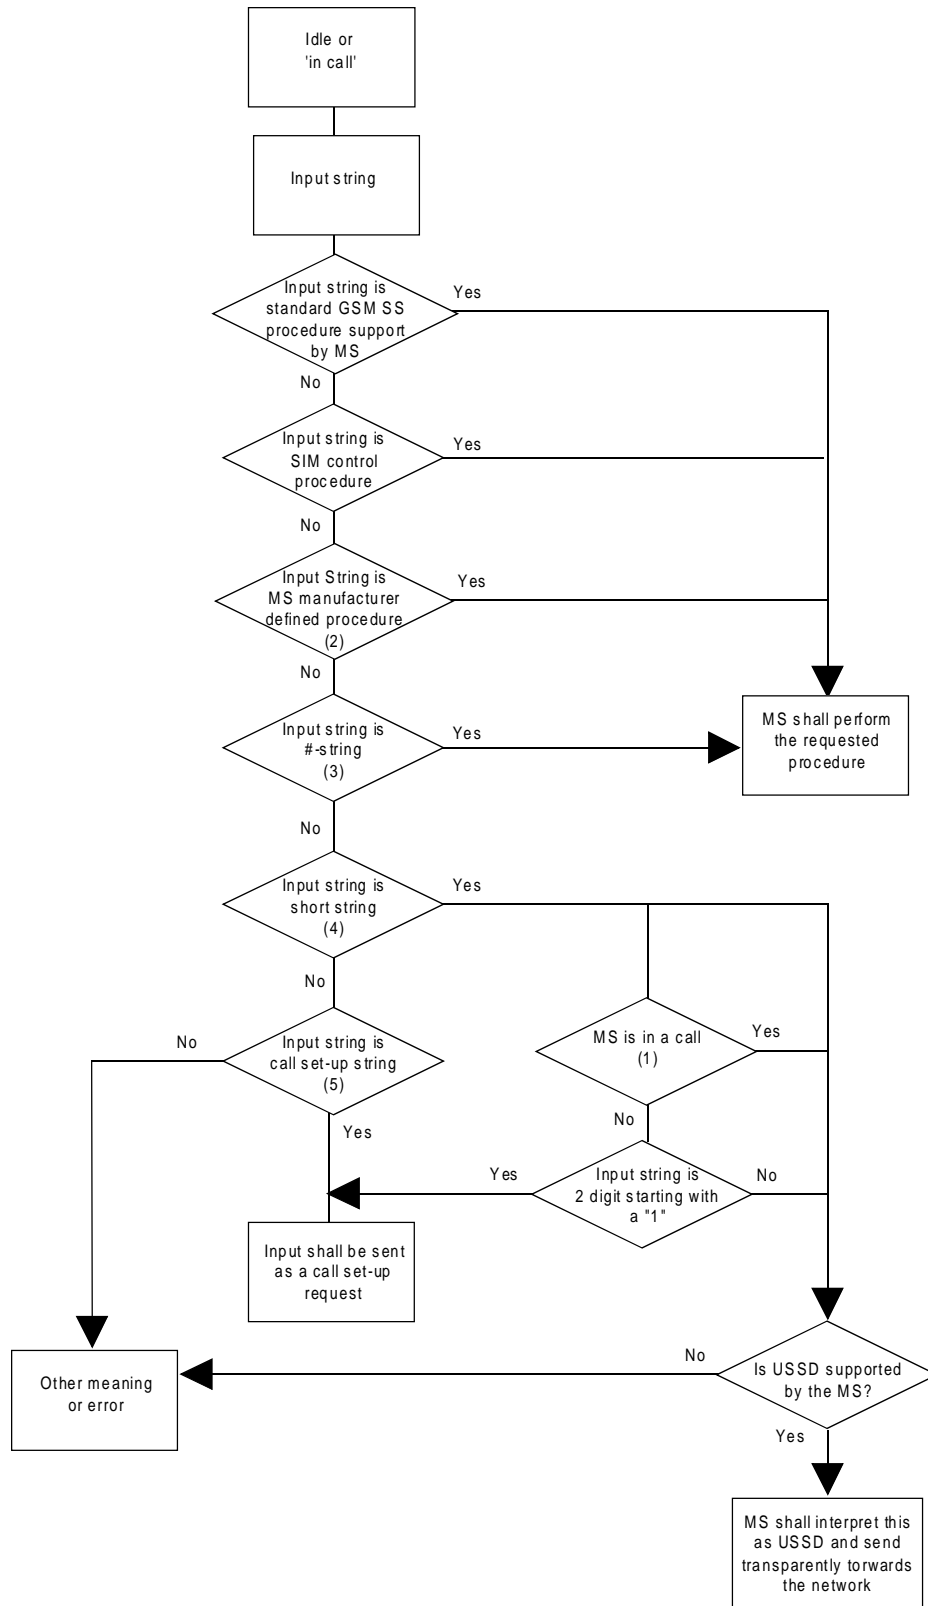 Idle or
'in call'
Input string
Input string is
standard GSM SS
procedure support
by MS
Yes
No
Input string is
SIM control
procedure
Yes
No
Input String is
MS manufacturer
defined procedure
(2)
Yes
No
Input string is
#-string
(3)
Yes
MS shall perform
the requested
procedure
No
Input string is
short string
(4)
Yes
No
Input string is
call set-up string
(5)
No
Yes
MS is in a call
(1)
Yes
No
Input string is
2 digit starting with
a "1"
Yes
No
Input shall be sent
as a call set-up
request
Other meaning
or error
No
Is USSD supported
by the MS?
Yes
MS shall interpret this
as USSD and send
transparently torwards
the network